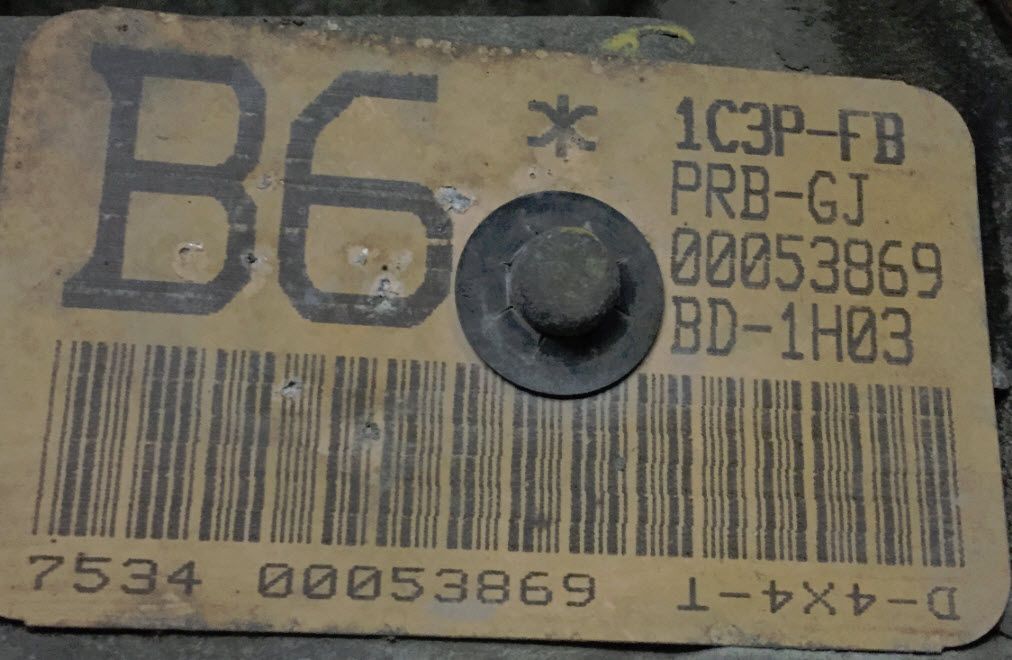 B6 *
1C3P-FB
PRB-GJ
00053869
BD-1H03
7534 00053869
D-4X4-T